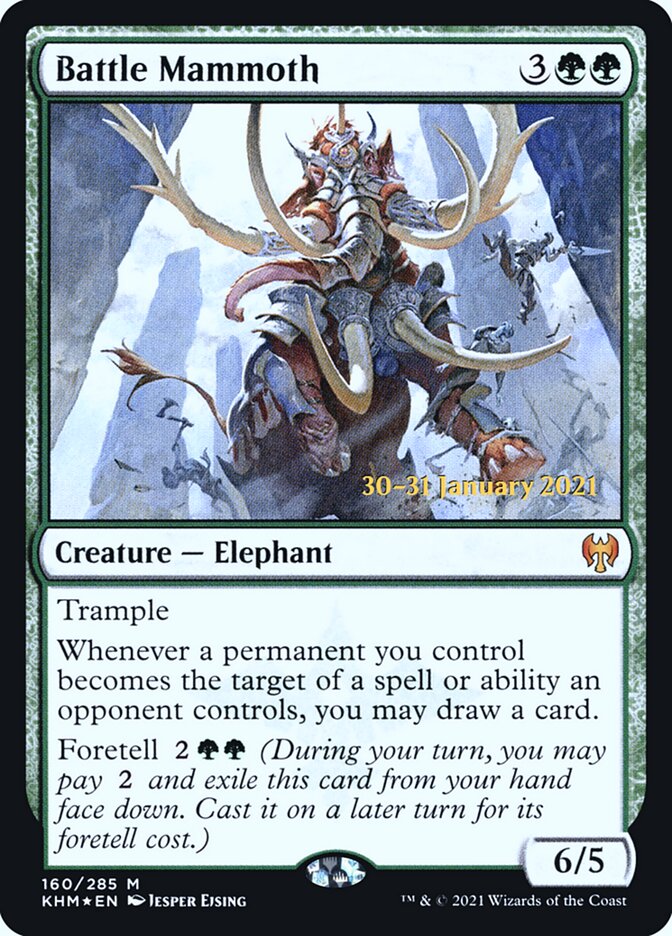 Battle Mammoth 3
30-31 January 2021
Creature — Elephant
Trample
Whenever a permanent you control
becomes the target of a spell or ability an
opponent controls, you may draw a card.
Foretell 2 (During your turn, you may
pay 2 and exile this card from your hand
face down. Cast it on a later turn for its
foretell cost.)
6/5
160/285 M
KHM★EN Jesper Ejsing
™ & © 2021 Wizards of the Coast